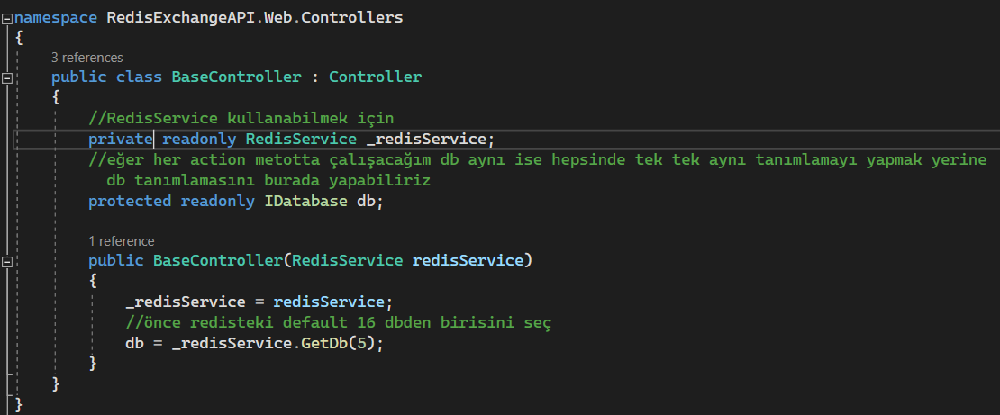 namespace RedisExchangeAPI.Web.Controllers
{
3 references
public class BaseController : Controller
{
//RedisService kullanabilmek için
private readonly RedisService _redisService;
//eğer her action metotta çalışacağım db aynı ise hepsinde tek tek aynı tanımlamayı yapmak yerine
db tanımlamasını burada yapabiliriz
protected readonly IDatabase db;
1 reference
public BaseController(RedisService redisService)
{
_redisService = redisService;
//önce redisteki default 16 dbden birisini seç
db = _redisService.GetDb(5);
}
}
}